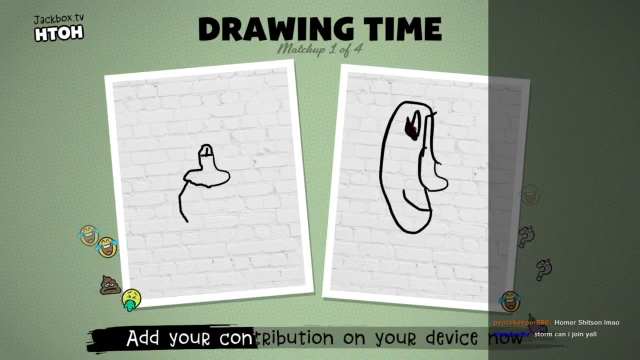 Jackbox.tv
HTOH
DRAWING TIME
Matchup 1 of 4
Add your contribution on your device now
peacekeeper880 Homer Shitson lmao
storm can i join yall